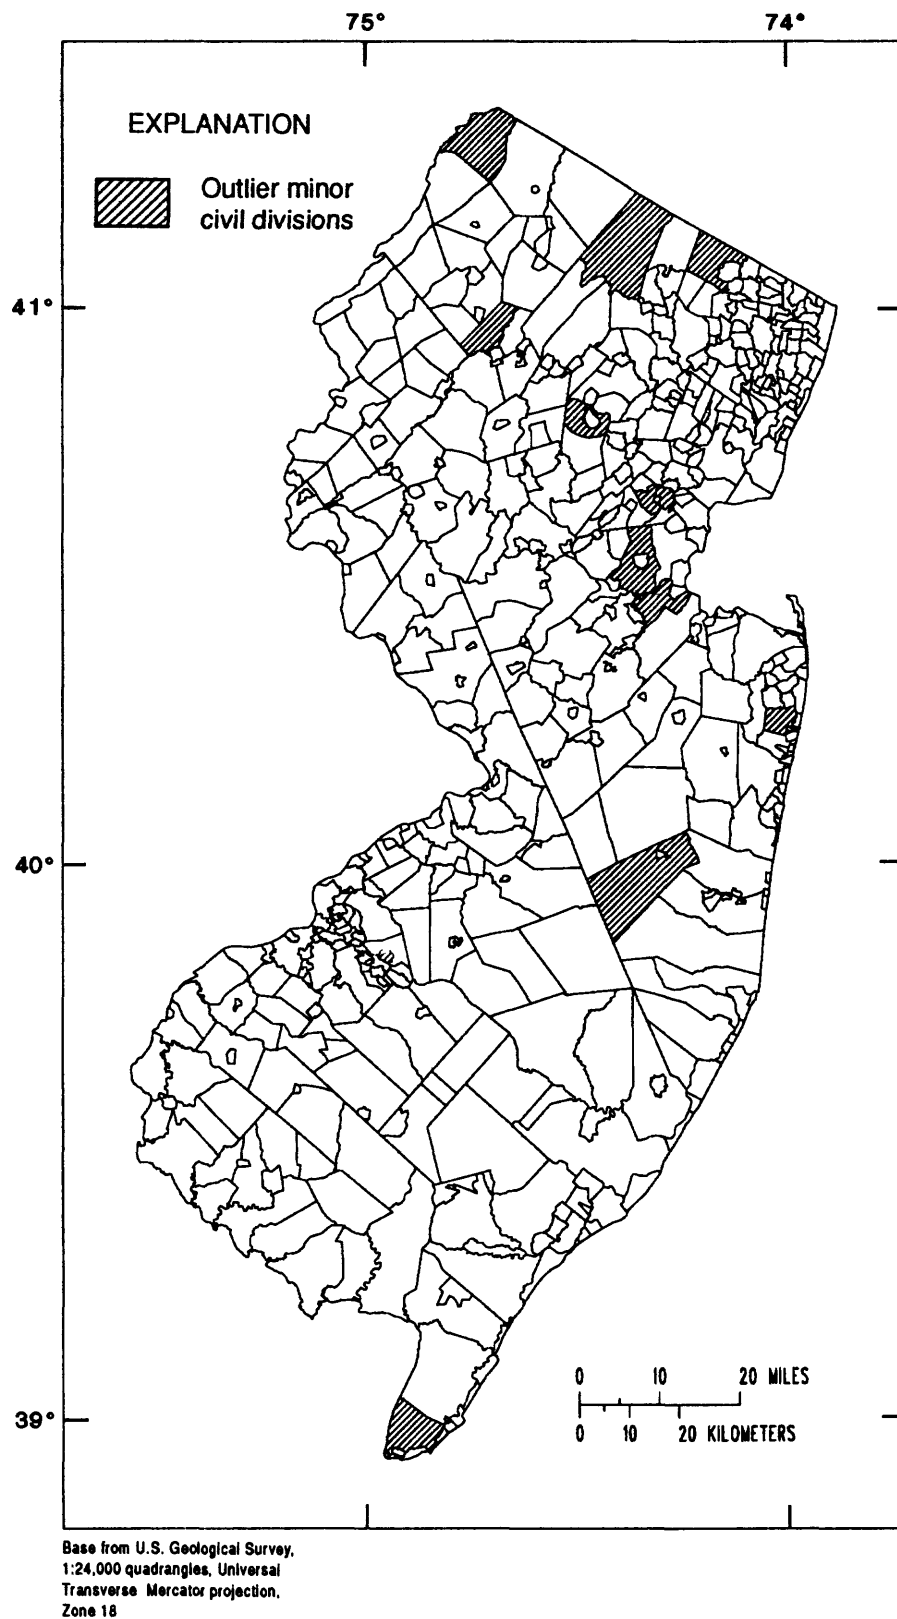 75° 74°
EXPLANATION
Outlier minor
civil divisions
41°
40°
0 10 20 MILES
39°
0 10 20 KILOMETERS
Base from U.S. Geological Survey,
1:24,000 quadrangles, Universal
Transverse Mercator projection,
Zone 18